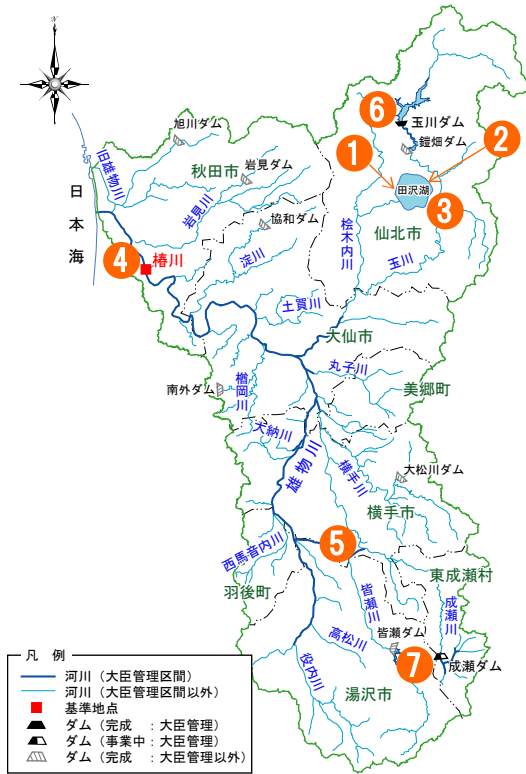 N
6
玉川ダム
旭川ダム
鎧畑ダム
2
旧雄物川
秋田市
岩見ダム
1
田沢湖
日本海
岩見川
協和ダム
3
桧木内川
仙北市
4
椿川
淀川
玉川
土買川
大仙市
丸子川
南外ダム
楢岡川
美郷町
大納川
雄物川
横手川
大松川ダム
横手市
5
西馬音内川
羽後町
東成瀬村
皆瀬川
成瀬川
高松川
皆瀬ダム
7
成瀬ダム
役内川
湯沢市
凡 例
河川（大臣管理区間）
河川（大臣管理区間以外）
基準地点
ダム（完成 ：大臣管理）
ダム（事業中：大臣管理）
ダム（完成 ：大臣管理以外）